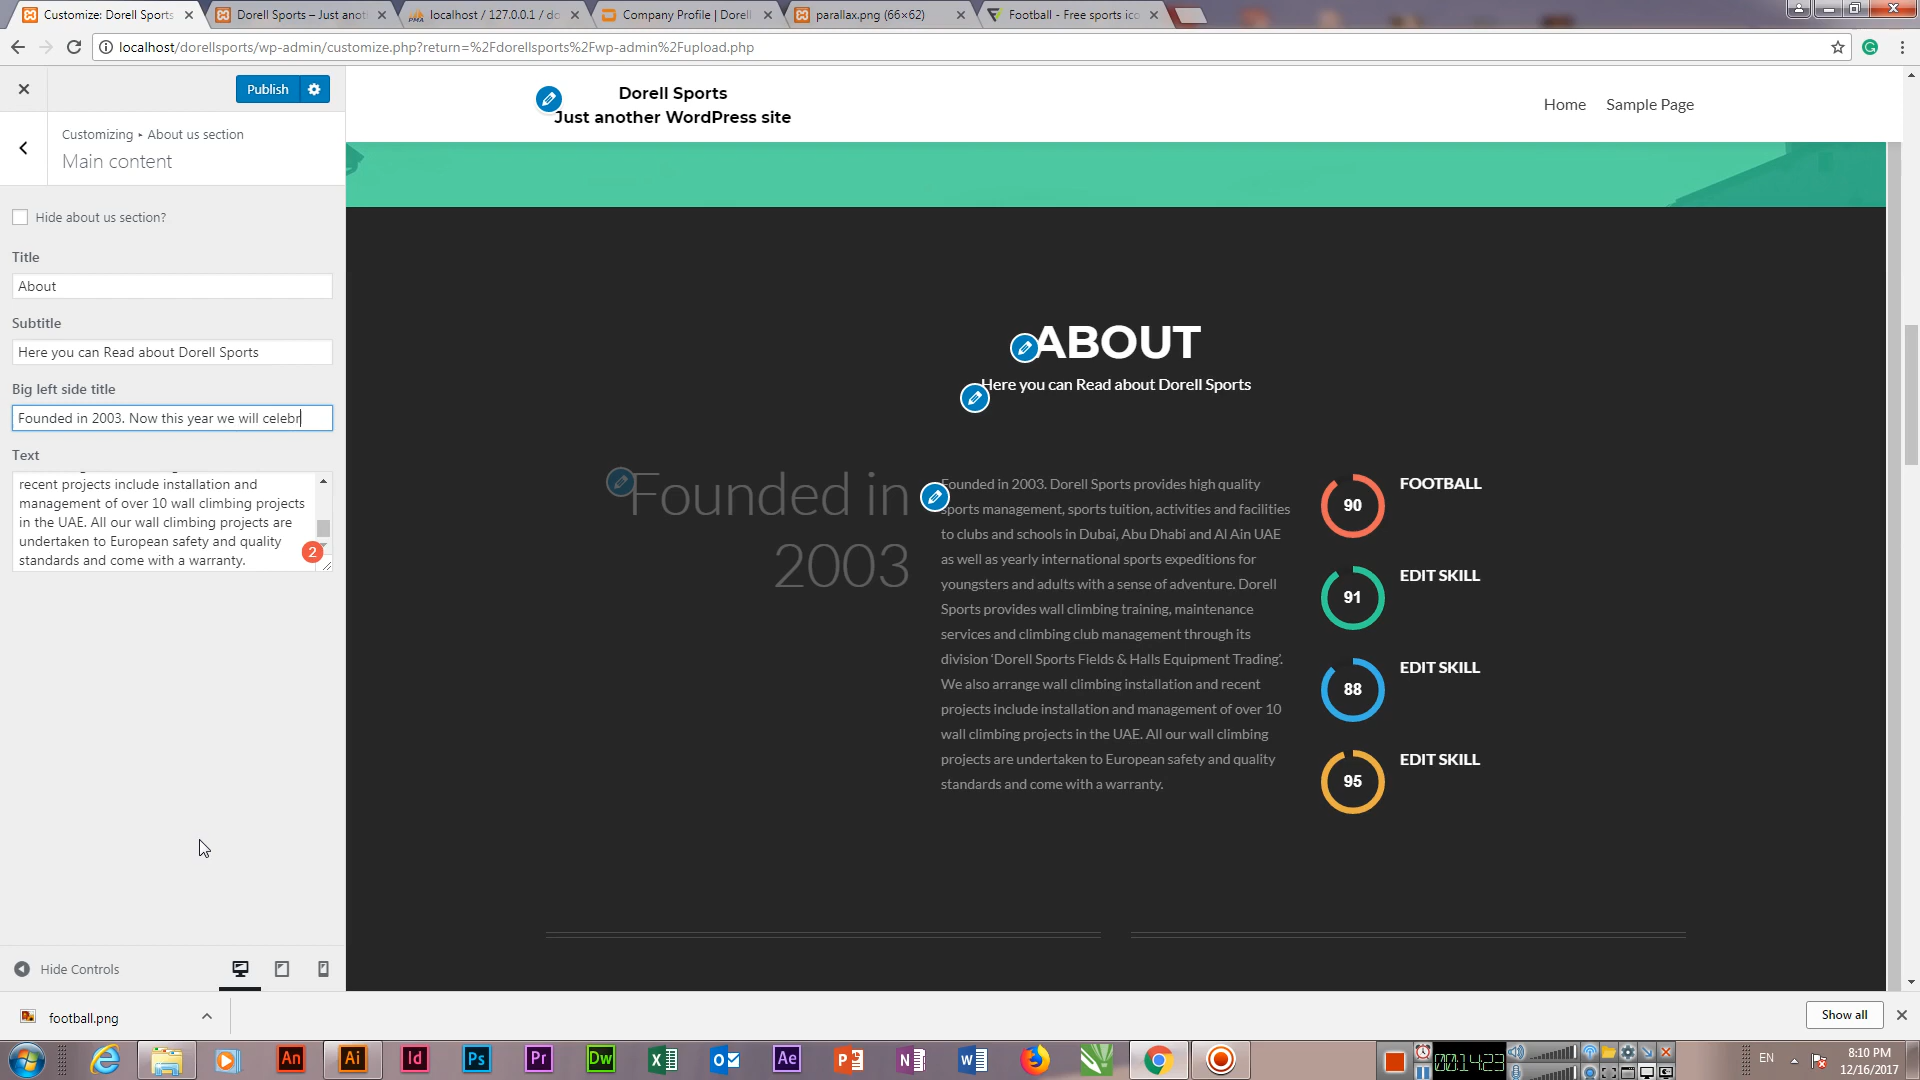 Customize: Dorell Sports
Dorell Sports – Just anot
localhost / 127.0.0.1 / do
Company Profile | Dorell
parallax.png (66×62)
Football - Free sports ico
localhost/dorellsports/wp-admin/customize.php?return=%2Fdorellsports%2Fwp-admin%2Fupload.php
Publish
Customizing ▸ About us section
Main content
Hide about us section?
Title
About
Subtitle
Here you can Read about Dorell Sports
Big left side title
Founded in 2003. Now this year we will celebr
Text
recent projects include installation and
management of over 10 wall climbing projects
in the UAE. All our wall climbing projects are
undertaken to European safety and quality
standards and come with a warranty.
2
Hide Controls
Dorell Sports
Just another WordPress site
Home
Sample Page
ABOUT
Here you can Read about Dorell Sports
Founded in
2003
Founded in 2003. Dorell Sports provides high quality
sports management, sports tuition, activities and facilities
to clubs and schools in Dubai, Abu Dhabi and Al Ain UAE
as well as yearly international sports expeditions for
youngsters and adults with a sense of adventure. Dorell
Sports provides wall climbing training, maintenance
services and climbing club management through its
division ‘Dorell Sports Fields & Halls Equipment Trading’.
We also arrange wall climbing installation and recent
projects include installation and management of over 10
wall climbing projects in the UAE. All our wall climbing
projects are undertaken to European safety and quality
standards and come with a warranty.
90
FOOTBALL
91
EDIT SKILL
88
EDIT SKILL
95
EDIT SKILL
football.png
Show all
An
Ai
Id
Ps
Pr
Dw
Ae
00:14:23
EN
8:10 PM
12/16/2017